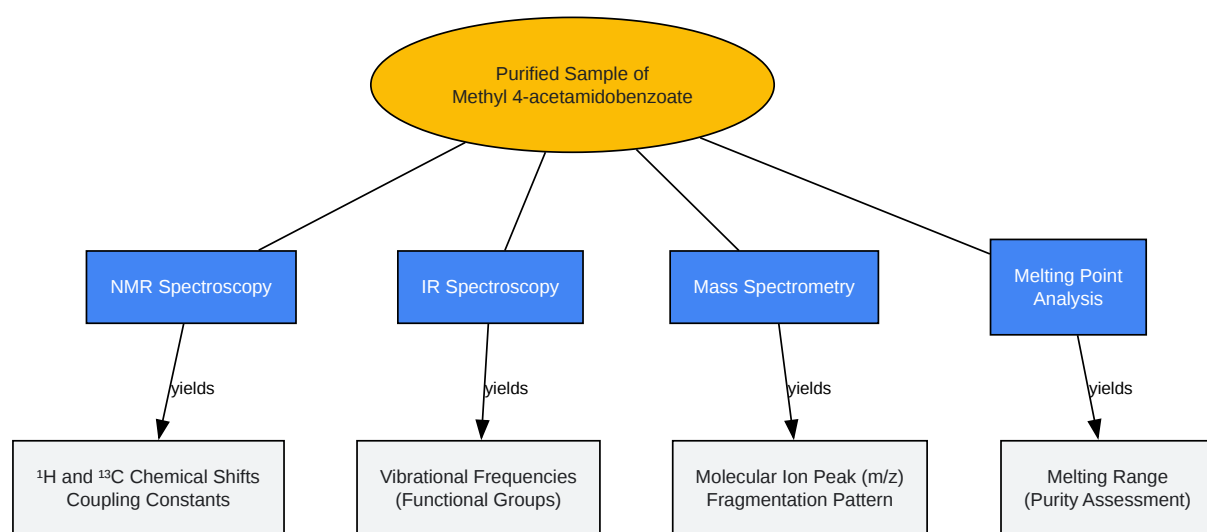 Purified Sample of
Methyl 4-acetamidobenzoate
NMR Spectroscopy
IR Spectroscopy
Mass Spectrometry
Melting Point
Analysis
yields
yields
yields
yields
¹H and ¹³C Chemical Shifts
Coupling Constants
Vibrational Frequencies
(Functional Groups)
Molecular Ion Peak (m/z)
Fragmentation Pattern
Melting Range
(Purity Assessment)